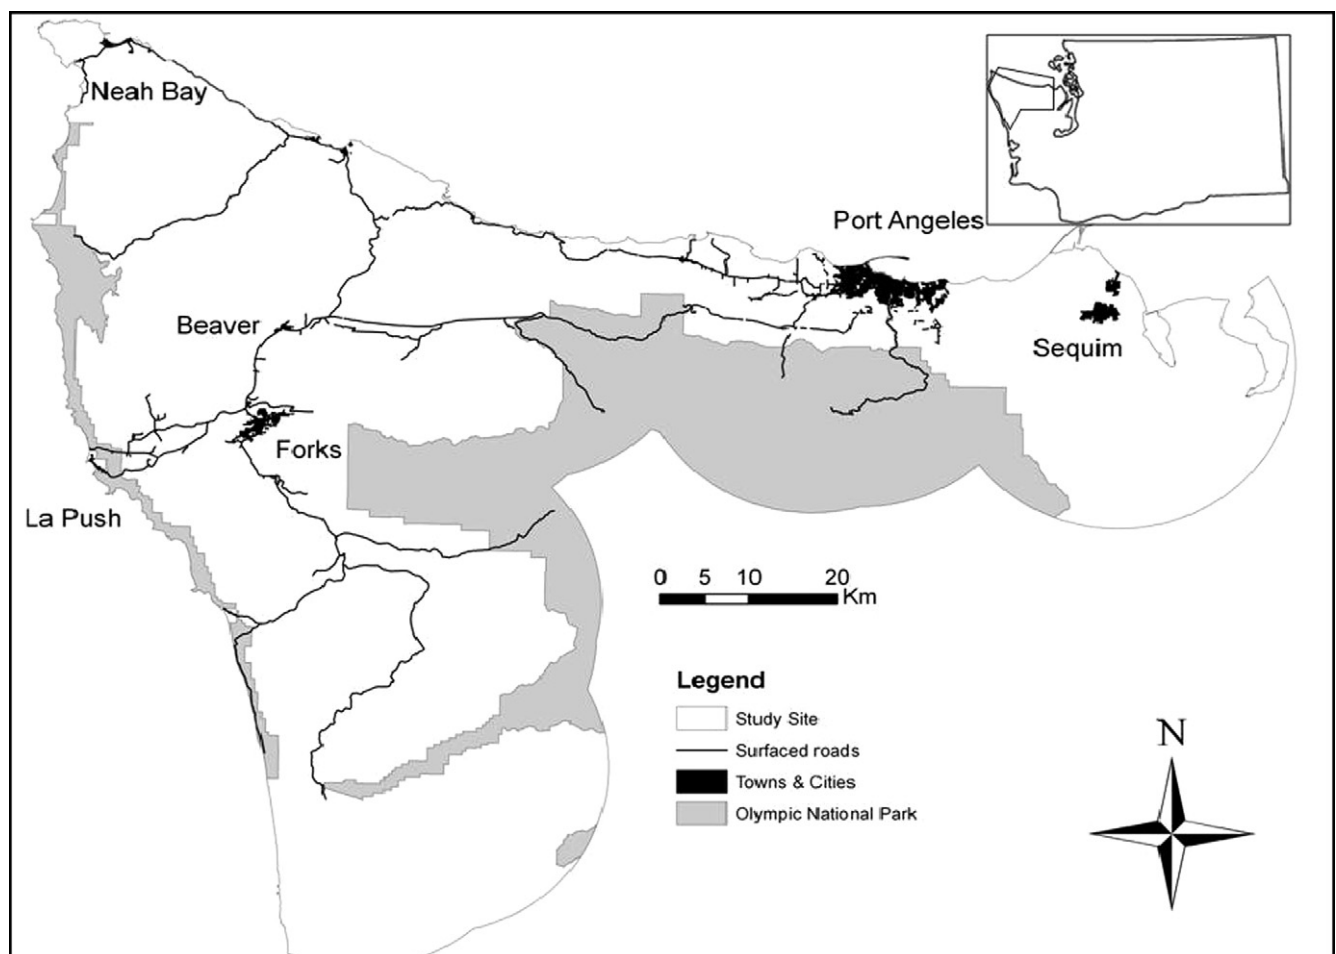 Neah Bay
Port Angeles
Beaver
Sequim
Forks
La Push
0 5 10 20
Km
Legend
Study Site
Surfaced roads
Towns & Cities
Olympic National Park
N